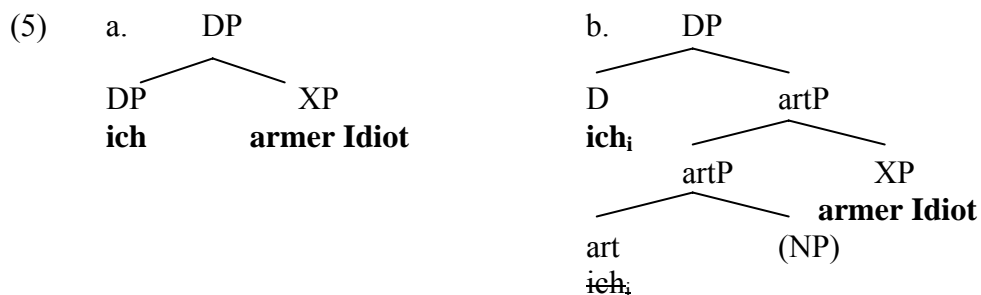 (5) a. DP b. DP
DP XP D artP
ich armer Idiot ichi
artP XP
armer Idiot
art (NP)
ichi